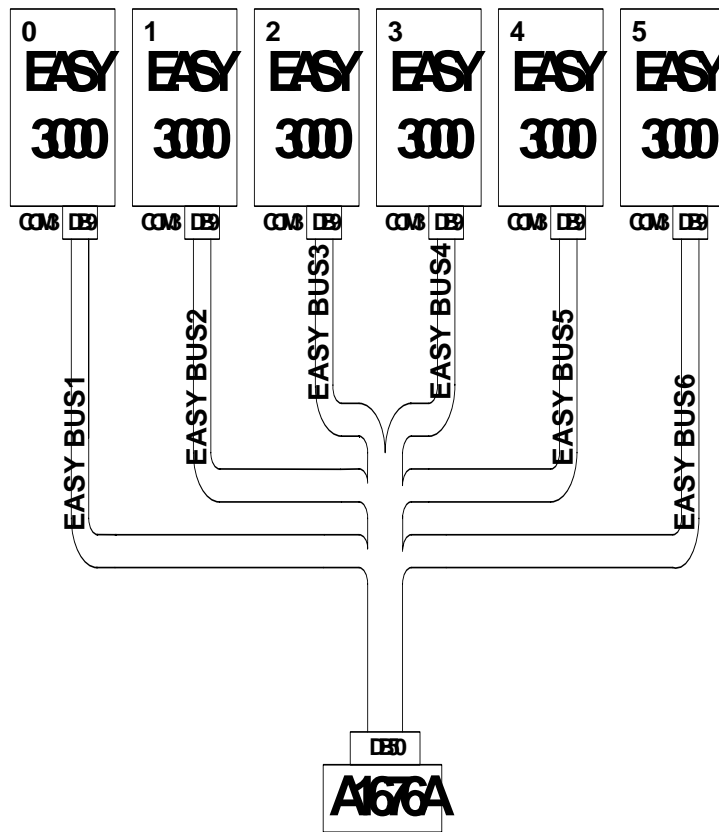 0 1 2 3 4 5
EASY EASY EASY EASY EASY EASY
3000 3000 3000 3000 3000 3000
COM3 DB9 COM3 DB9 COM3 DB9 COM3 DB9 COM3 DB9 COM3 DB9
EASY BUS1
EASY BUS2
EASY BUS3
EASY BUS4
EASY BUS5
EASY BUS6
DB50
A1676A